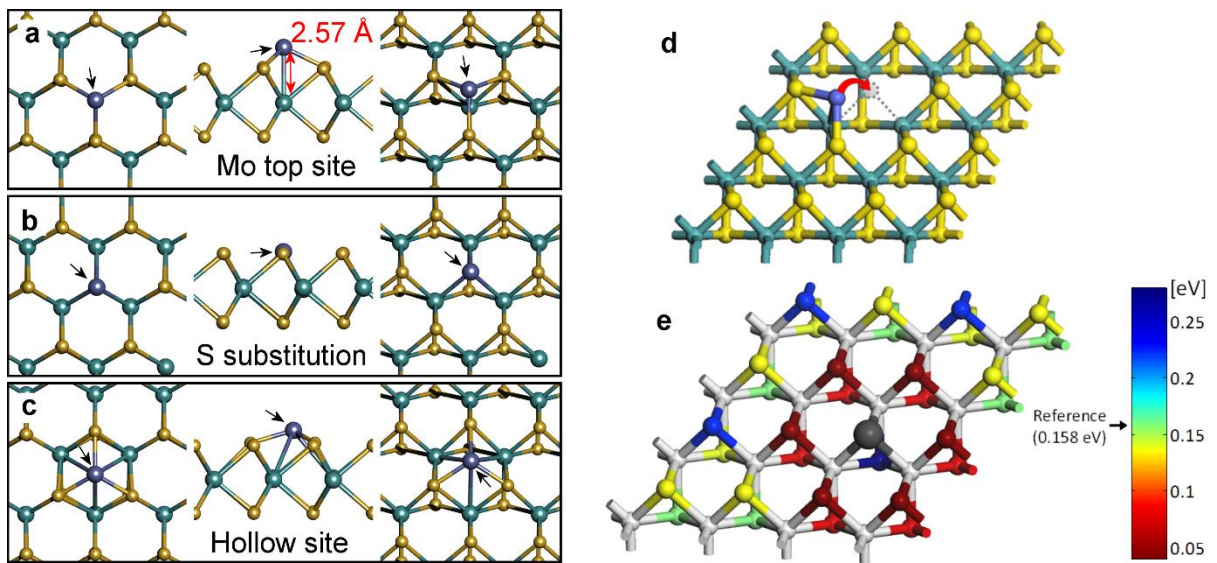 a
2.57 Å
Mo top site
b
S substitution
c
Hollow site
d
e
[eV]
0.25
0.2
Reference
(0.158 eV)
0.15
0.1
0.05